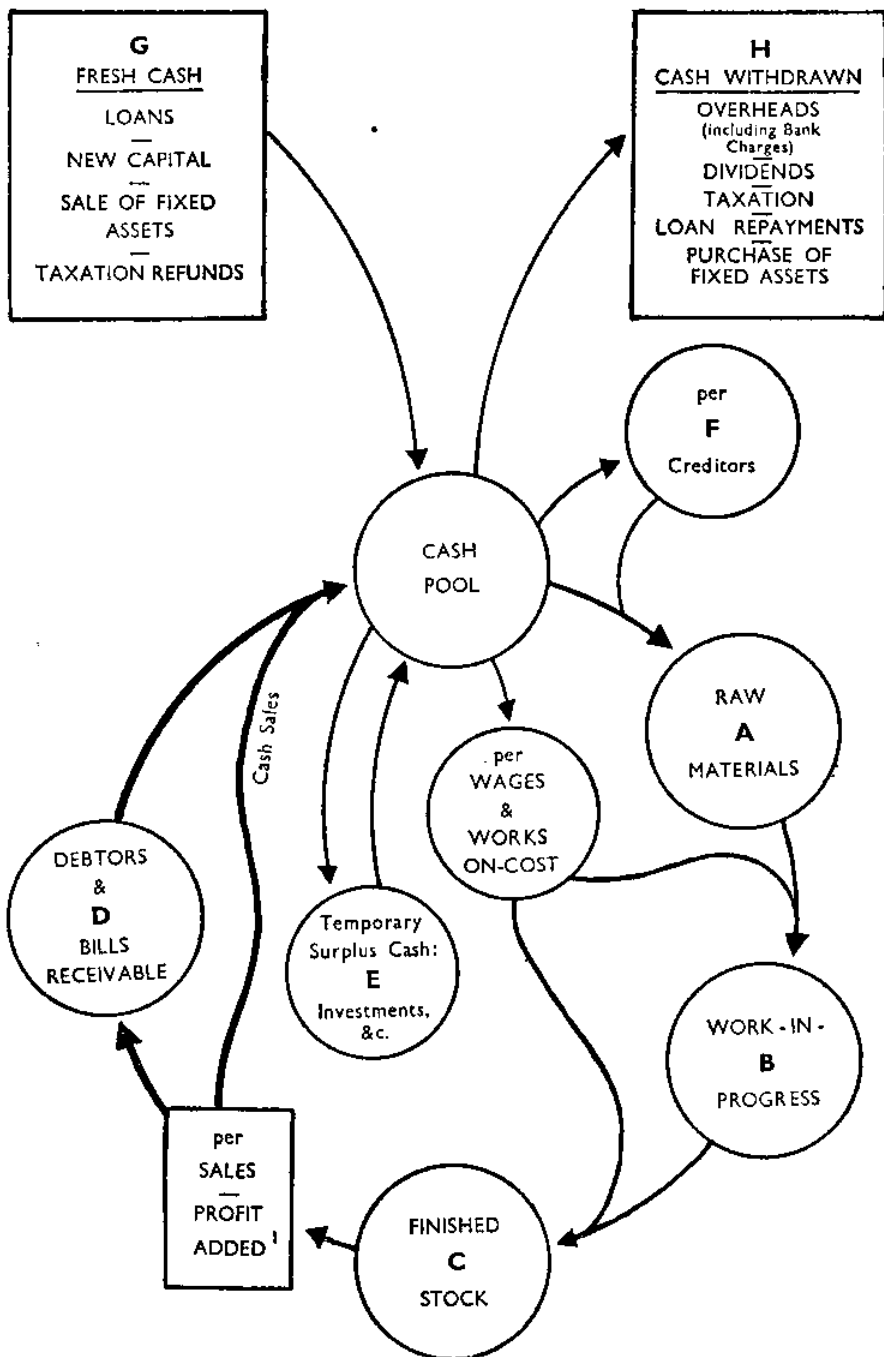 G
FRESH CASH
LOANS
—
NEW CAPITAL
—
SALE OF FIXED
ASSETS
—
TAXATION REFUNDS
H
CASH WITHDRAWN
OVERHEADS
(including Bank
Charges)
—
DIVIDENDS
—
TAXATION
—
LOAN REPAYMENTS
—
PURCHASE OF
FIXED ASSETS
per
F
Creditors
CASH
POOL
RAW
A
MATERIALS
per
WAGES
&
WORKS
ON-COST
Cash Sales
DEBTORS
&
D
BILLS
RECEIVABLE
Temporary
Surplus Cash:
E
Investments,
&c.
WORK-IN-
B
PROGRESS
per
SALES
—
PROFIT
ADDED¹
FINISHED
C
STOCK